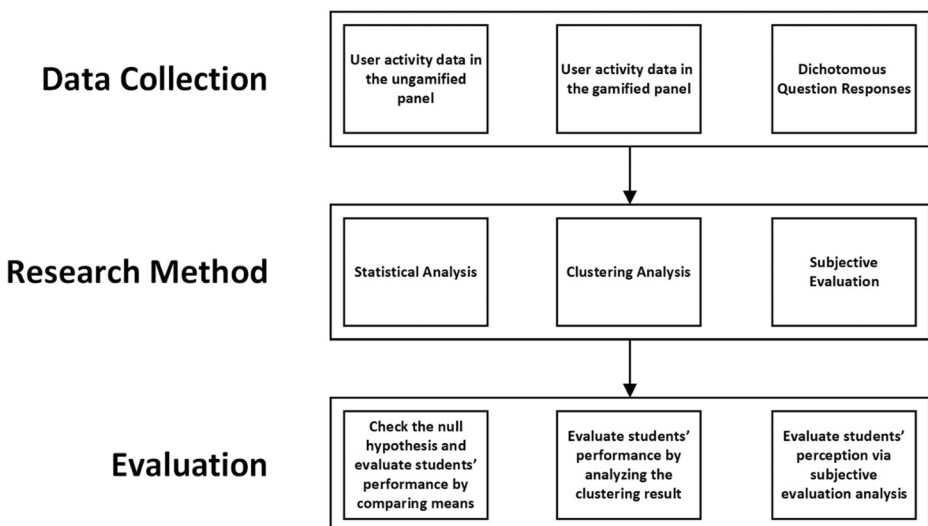 Data Collection
User activity data in
the ungamified
panel
User activity data in
the gamified panel
Dichotomous
Question Responses
Research Method
Statistical Analysis
Clustering Analysis
Subjective
Evaluation
Evaluation
Check the null
hypothesis and
evaluate students’
performance by
comparing means
Evaluate students’
performance by
analyzing the
clustering result
Evaluate students’
perception via
subjective
evaluation analysis